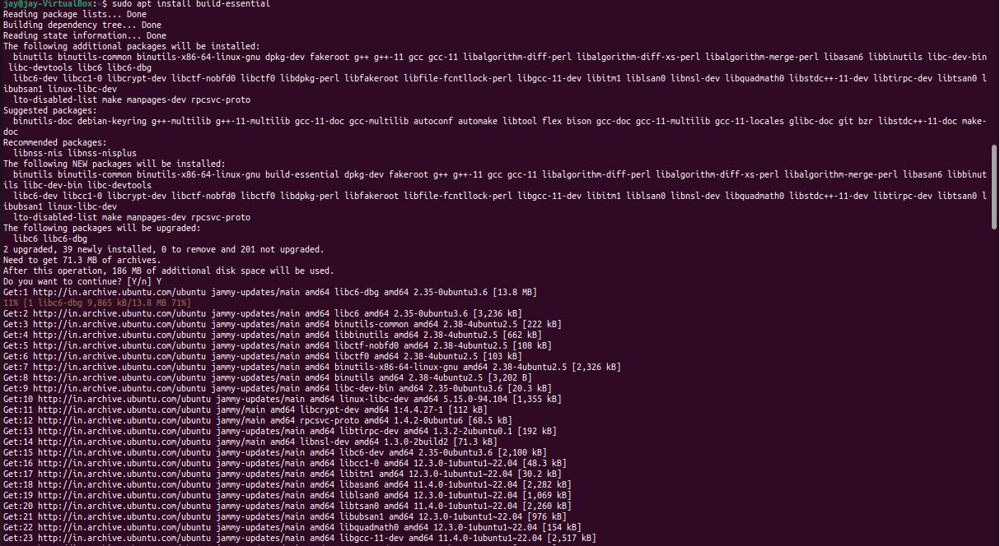 jay@jay-VirtualBox:~$ sudo apt install build-essential
Reading package lists... Done
Building dependency tree... Done
Reading state information... Done
The following additional packages will be installed:
  binutils binutils-common binutils-x86-64-linux-gnu dpkg-dev fakeroot g++ g++-11 gcc gcc-11 libalgorithm-diff-perl libalgorithm-diff-xs-perl libalgorithm-merge-perl libasan6 libbinutils libc-dev-bin
 libc-devtools libc6 libc6-dbg
  libc6-dev libcc1-0 libcrypt-dev libctf-nobfd0 libctf0 libdpkg-perl libfakeroot libfile-fcntllock-perl libgcc-11-dev libitm1 liblsan0 libnsl-dev libquadmath0 libstdc++-11-dev libtirpc-dev libtsan0 l
ibubsan1 linux-libc-dev
  lto-disabled-list make manpages-dev rpcsvc-proto
Suggested packages:
  binutils-doc debian-keyring g++-multilib g++-11-multilib gcc-11-doc gcc-multilib autoconf automake libtool flex bison gcc-doc gcc-11-multilib gcc-11-locales glibc-doc git bzr libstdc++-11-doc make-
doc
Recommended packages:
  libnss-nis libnss-nisplus
The following NEW packages will be installed:
  binutils binutils-common binutils-x86-64-linux-gnu build-essential dpkg-dev fakeroot g++ g++-11 gcc gcc-11 libalgorithm-diff-perl libalgorithm-diff-xs-perl libalgorithm-merge-perl libasan6 libbinut
ils libc-dev-bin libc-devtools
  libc6-dev libcc1-0 libcrypt-dev libctf-nobfd0 libctf0 libdpkg-perl libfakeroot libfile-fcntllock-perl libgcc-11-dev libitm1 liblsan0 libnsl-dev libquadmath0 libstdc++-11-dev libtirpc-dev libtsan0 l
ibubsan1 linux-libc-dev
  lto-disabled-list make manpages-dev rpcsvc-proto
The following packages will be upgraded:
  libc6 libc6-dbg
2 upgraded, 39 newly installed, 0 to remove and 201 not upgraded.
Need to get 71.3 MB of archives.
After this operation, 186 MB of additional disk space will be used.
Do you want to continue? [Y/n] Y
Get:1 http://in.archive.ubuntu.com/ubuntu jammy-updates/main amd64 libc6-dbg amd64 2.35-0ubuntu3.6 [13.8 MB]
11% [1 libc6-dbg 9,865 kB/13.8 MB 71%]
Get:2 http://in.archive.ubuntu.com/ubuntu jammy-updates/main amd64 libc6 amd64 2.35-0ubuntu3.6 [3,236 kB]
Get:3 http://in.archive.ubuntu.com/ubuntu jammy-updates/main amd64 binutils-common amd64 2.38-4ubuntu2.5 [222 kB]
Get:4 http://in.archive.ubuntu.com/ubuntu jammy-updates/main amd64 libbinutils amd64 2.38-4ubuntu2.5 [662 kB]
Get:5 http://in.archive.ubuntu.com/ubuntu jammy-updates/main amd64 libctf-nobfd0 amd64 2.38-4ubuntu2.5 [108 kB]
Get:6 http://in.archive.ubuntu.com/ubuntu jammy-updates/main amd64 libctf0 amd64 2.38-4ubuntu2.5 [103 kB]
Get:7 http://in.archive.ubuntu.com/ubuntu jammy-updates/main amd64 binutils-x86-64-linux-gnu amd64 2.38-4ubuntu2.5 [2,326 kB]
Get:8 http://in.archive.ubuntu.com/ubuntu jammy-updates/main amd64 binutils amd64 2.38-4ubuntu2.5 [3,202 B]
Get:9 http://in.archive.ubuntu.com/ubuntu jammy-updates/main amd64 libc-dev-bin amd64 2.35-0ubuntu3.6 [20.3 kB]
Get:10 http://in.archive.ubuntu.com/ubuntu jammy-updates/main amd64 linux-libc-dev amd64 5.15.0-94.104 [1,355 kB]
Get:11 http://in.archive.ubuntu.com/ubuntu jammy/main amd64 libcrypt-dev amd64 1:4.4.27-1 [112 kB]
Get:12 http://in.archive.ubuntu.com/ubuntu jammy/main amd64 rpcsvc-proto amd64 1.4.2-0ubuntu6 [68.5 kB]
Get:13 http://in.archive.ubuntu.com/ubuntu jammy-updates/main amd64 libtirpc-dev amd64 1.3.2-2ubuntu0.1 [192 kB]
Get:14 http://in.archive.ubuntu.com/ubuntu jammy/main amd64 libnsl-dev amd64 1.3.0-2build2 [71.3 kB]
Get:15 http://in.archive.ubuntu.com/ubuntu jammy-updates/main amd64 libc6-dev amd64 2.35-0ubuntu3.6 [2,100 kB]
Get:16 http://in.archive.ubuntu.com/ubuntu jammy-updates/main amd64 libcc1-0 amd64 12.3.0-1ubuntu1~22.04 [48.3 kB]
Get:17 http://in.archive.ubuntu.com/ubuntu jammy-updates/main amd64 libitm1 amd64 12.3.0-1ubuntu1~22.04 [30.2 kB]
Get:18 http://in.archive.ubuntu.com/ubuntu jammy-updates/main amd64 libasan6 amd64 11.4.0-1ubuntu1~22.04 [2,282 kB]
Get:19 http://in.archive.ubuntu.com/ubuntu jammy-updates/main amd64 liblsan0 amd64 12.3.0-1ubuntu1~22.04 [1,069 kB]
Get:20 http://in.archive.ubuntu.com/ubuntu jammy-updates/main amd64 libtsan0 amd64 11.4.0-1ubuntu1~22.04 [2,260 kB]
Get:21 http://in.archive.ubuntu.com/ubuntu jammy-updates/main amd64 libubsan1 amd64 12.3.0-1ubuntu1~22.04 [976 kB]
Get:22 http://in.archive.ubuntu.com/ubuntu jammy-updates/main amd64 libquadmath0 amd64 12.3.0-1ubuntu1~22.04 [154 kB]
Get:23 http://in.archive.ubuntu.com/ubuntu jammy-updates/main amd64 libgcc-11-dev amd64 11.4.0-1ubuntu1~22.04 [2,517 kB]